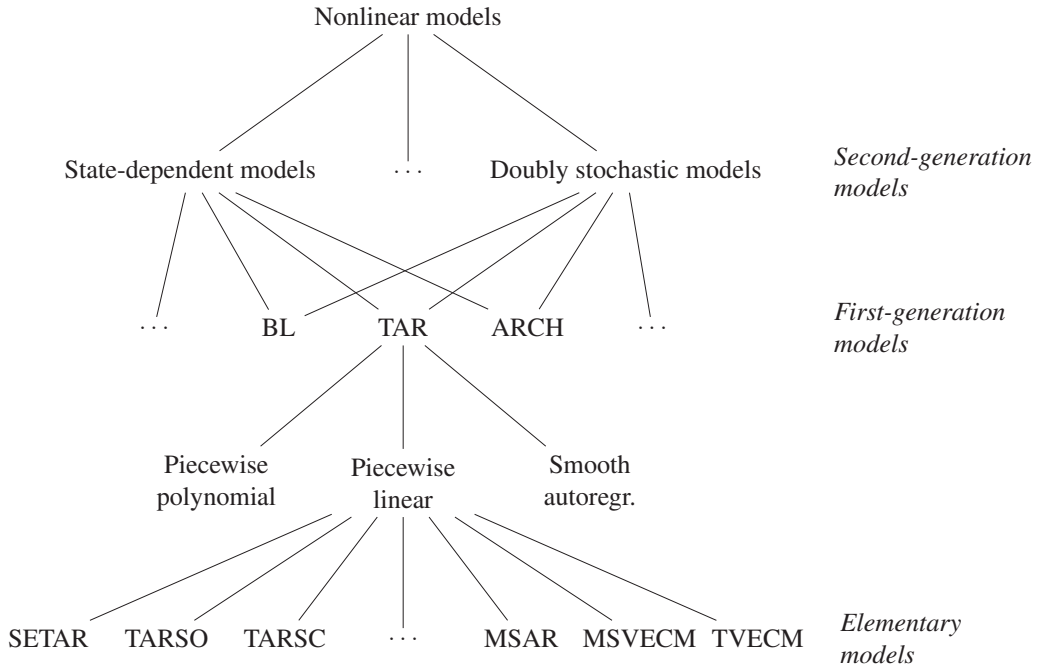 Nonlinear models
State-dependent models
· · ·
Doubly stochastic models
Second-generation
models
· · ·
BL
TAR
ARCH
· · ·
First-generation
models
Piecewise
polynomial
Piecewise
linear
Smooth
autoregr.
SETAR
TARSO
TARSC
· · ·
MSAR
MSVECM
TVECM
Elementary
models